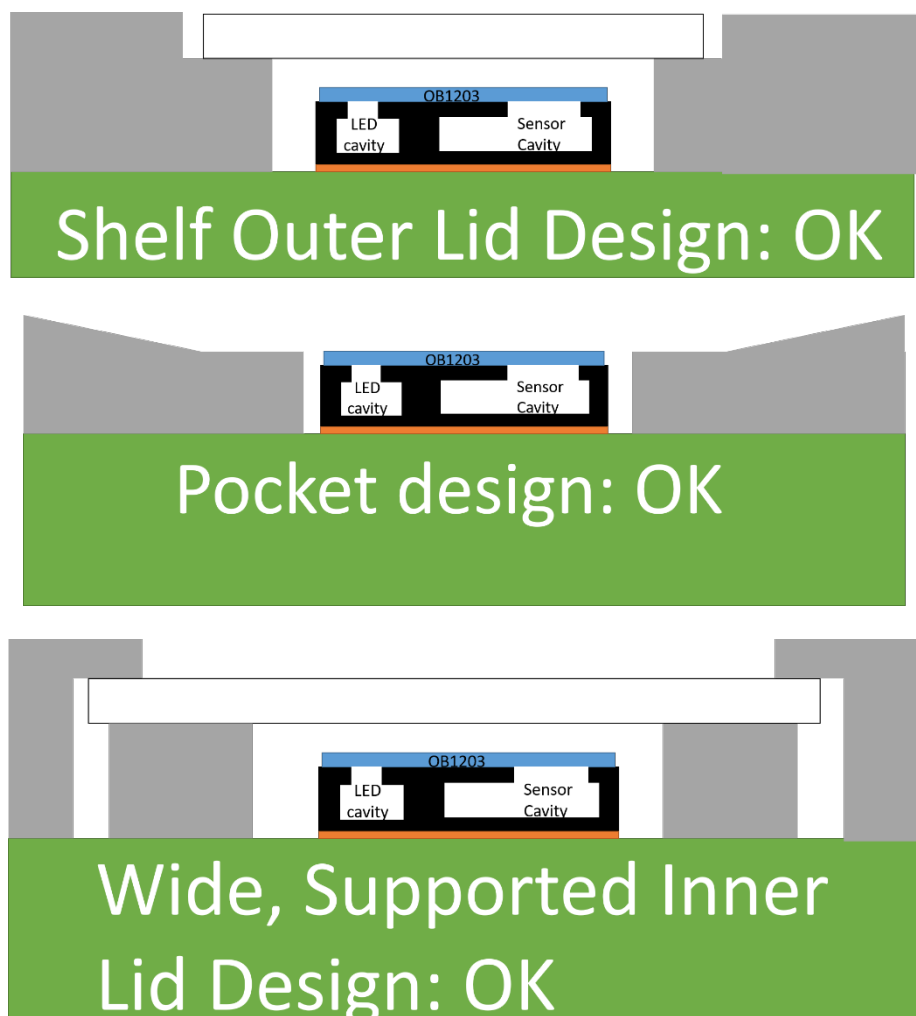 OB1203
LED
cavity
Sensor
Cavity
Shelf Outer Lid Design: OK
OB1203
LED
cavity
Sensor
Cavity
Pocket design: OK
OB1203
LED
cavity
Sensor
Cavity
Wide, Supported Inner
Lid Design: OK